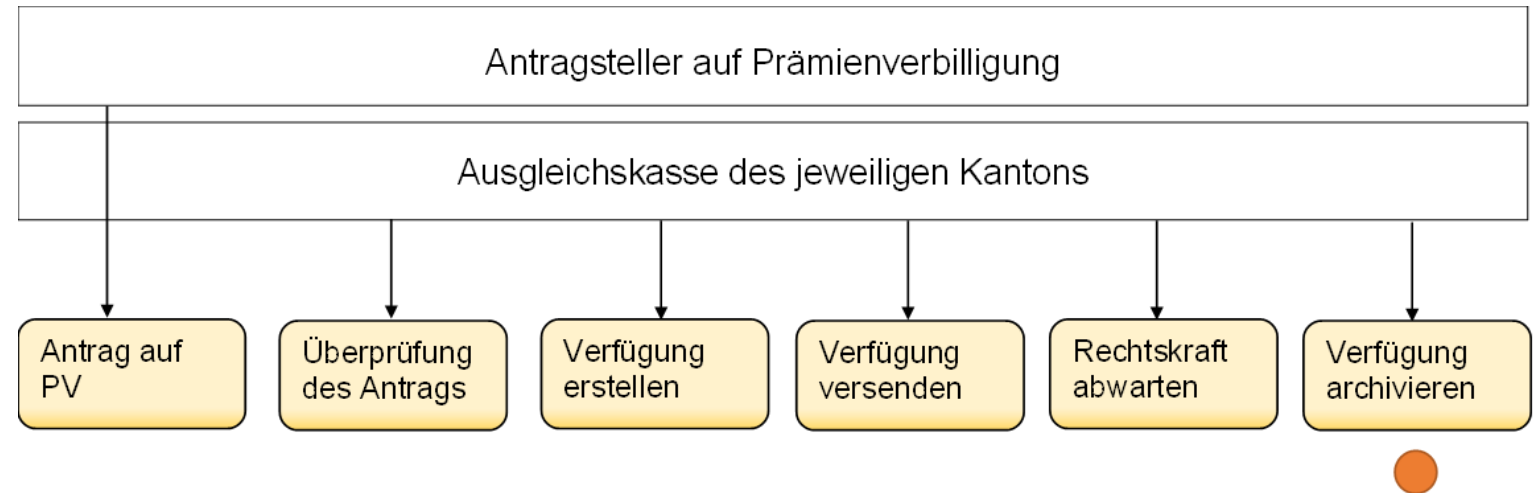 Antragsteller auf Prämienverbilligung
Ausgleichskasse des jeweiligen Kantons
Antrag auf
PV
Überprüfung
des Antrags
Verfügung
erstellen
Verfügung
versenden
Rechtskraft
abwarten
Verfügung
archivieren